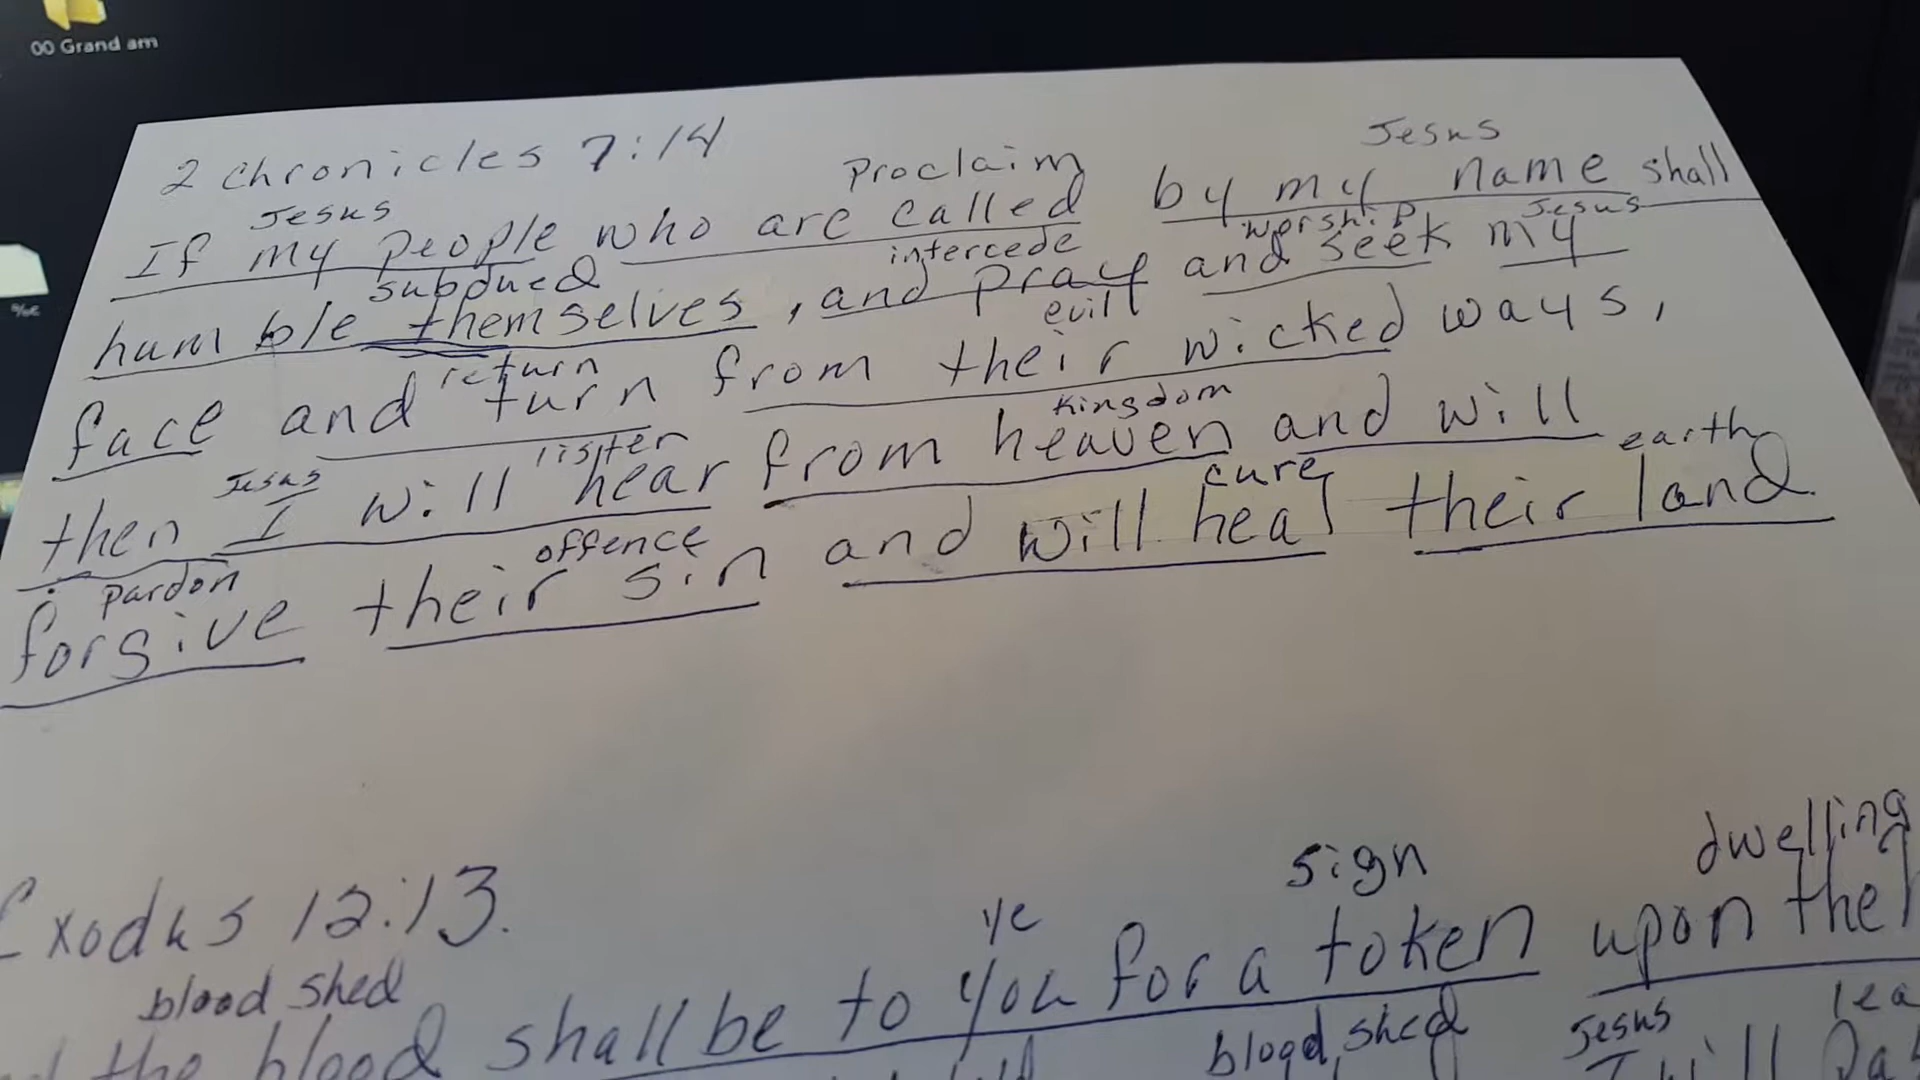 00 Grand am
2 Chronicles 7:14
Jesus Proclaim Jesus
If my people who are called by my name shall
subdued intercede worship Jesus
humble themselves, and pray and seek my
return evill
face and turn from their wicked ways,
Jesus listter kingdom
then I will hear from heaven and will
pardon offence cure earth
forgive their sin and will heal their land
Exodus 12:13.
blood shed ye sign dwelling
the blood shall be to you for a token upon the
blood shed Jesus
I will